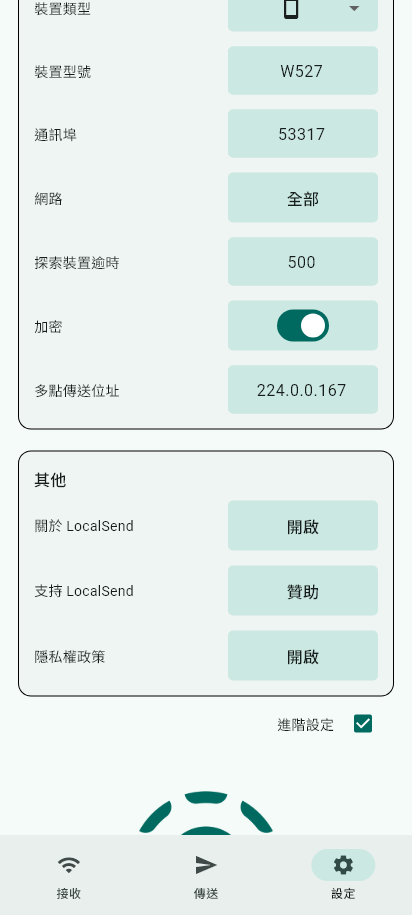 裝置類型
裝置型號 W527
通訊埠 53317
網路 全部
探索裝置逾時 500
加密
多點傳送位址 224.0.0.167
其他
關於 LocalSend 開啟
支持 LocalSend 贊助
隱私權政策 開啟
進階設定
接收 傳送 設定